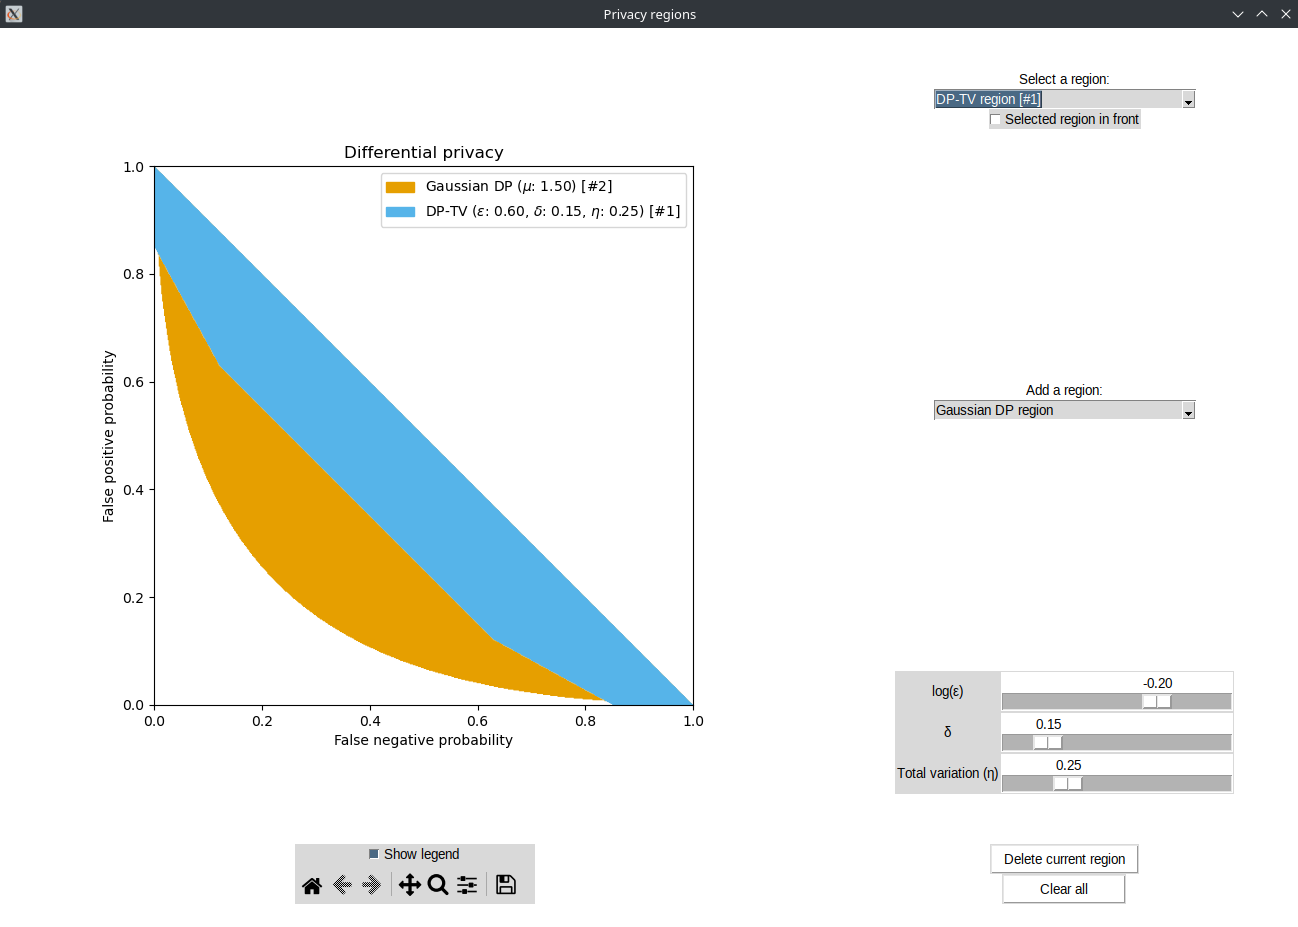 Privacy regions
Select a region:
DP-TV region [#1]
Selected region in front
Differential privacy
1.0
0.8
0.6
0.4
0.2
0.0
False positive probability
Gaussian DP (μ: 1.50) [#2]
DP-TV (ε: 0.60, δ: 0.15, η: 0.25) [#1]
0.0 0.2 0.4 0.6 0.8 1.0
False negative probability
Add a region:
Gaussian DP region
log(ε)
-0.20
δ
0.15
Total variation (η)
0.25
Show legend
Delete current region
Clear all